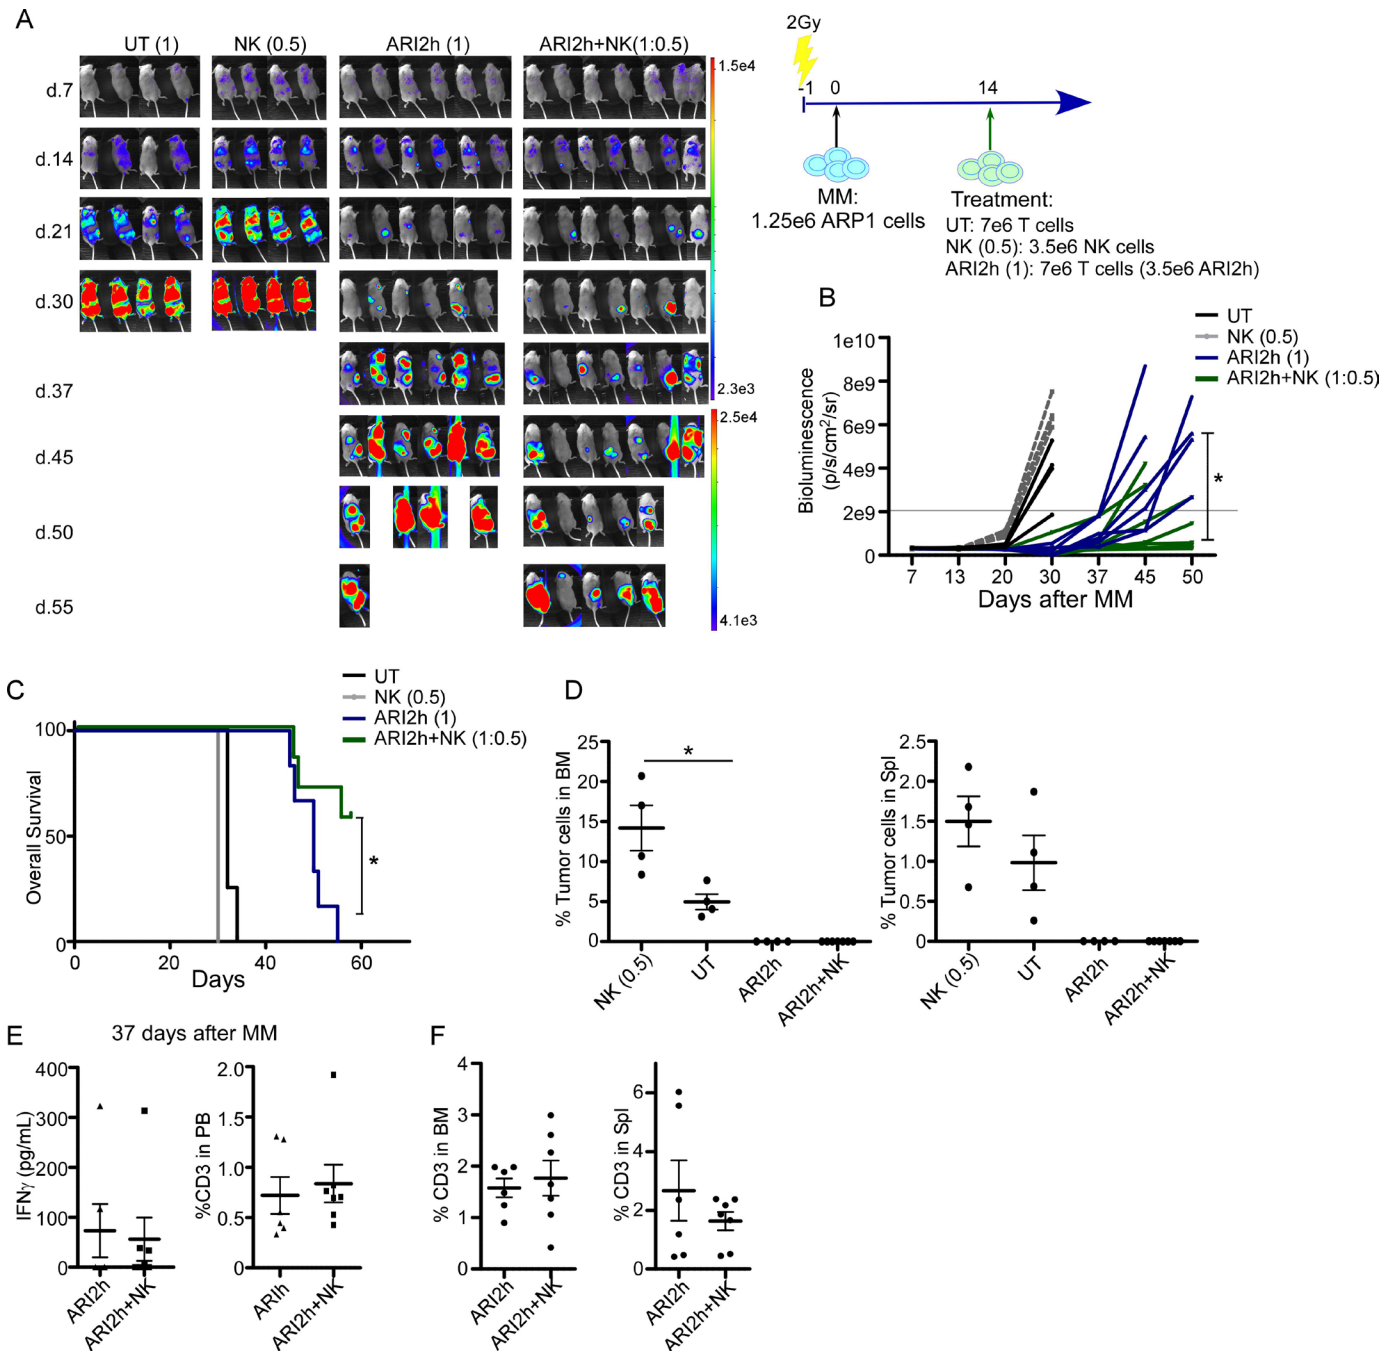 A
UT (1)
NK (0.5)
ARI2h (1)
ARI2h+NK(1:0.5)
d.7
d.14
d.21
d.30
d.37
d.45
d.50
d.55
1.5e4
2.3e3
2.5e4
4.1e3
2Gy
-1
0
14
MM:
1.25e6 ARP1 cells
Treatment:
UT: 7e6 T cells
NK (0.5): 3.5e6 NK cells
ARI2h (1): 7e6 T cells (3.5e6 ARI2h)
B
UT
NK (0.5)
ARI2h (1)
ARI2h+NK (1:0.5)
Bioluminescence
(p/s/cm²/sr)
1e10
8e9
6e9
4e9
2e9
0
*
7 13 20 30 37 45 50
Days after MM
C
UT
NK (0.5)
ARI2h (1)
ARI2h+NK (1:0.5)
Overall Survival
100
50
0
*
0 20 40 60
Days
D
% Tumor cells in BM
25
20
15
10
5
0
*
NK (0.5)
UT
ARI2h
ARI2h+NK
% Tumor cells in Spl
2.5
2.0
1.5
1.0
0.5
0
NK (0.5)
UT
ARI2h
ARI2h+NK
E
37 days after MM
IFNγ (pg/mL)
400
300
200
100
0
ARI2h
ARI2h+NK
%CD3 in PB
2.0
1.5
1.0
0.5
0
ARIh
ARI2h+NK
F
% CD3 in BM
4
3
2
1
0
ARI2h
ARI2h+NK
% CD3 in Spl
6
4
2
0
ARI2h
ARI2h+NK